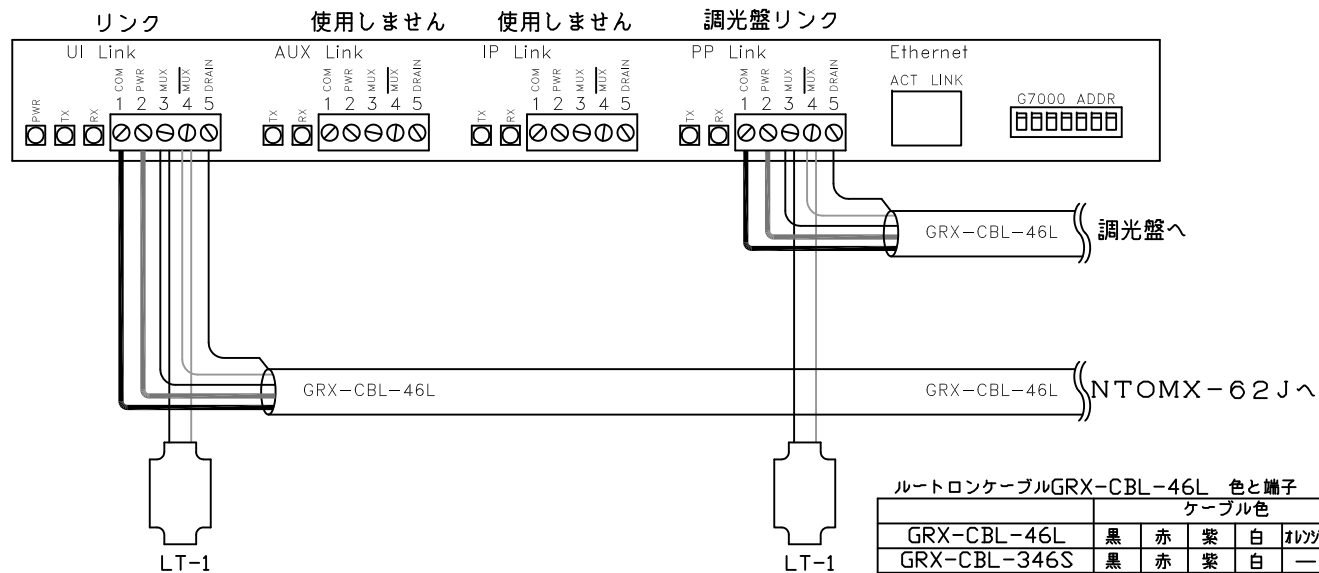 リンク 使用しません 使用しません 調光盤リンク
UI Link AUX Link IP Link PP Link Ethernet
PWR TX RX COM PWR MUX MUX DRAIN TX RX COM PWR MUX MUX DRAIN TX RX COM PWR MUX MUX DRAIN TX RX COM PWR MUX MUX DRAIN ACT LINK
1 2 3 4 5 1 2 3 4 5 1 2 3 4 5 1 2 3 4 5 G7000 ADDR
GRX-CBL-46L 調光盤へ
GRX-CBL-46L GRX-CBL-46L NTOMX-62Jへ
LT-1 LT-1
ルートロンケーブルGRX-CBL-46L 色と端子
ケーブル色
GRX-CBL-46L 黒 赤 紫 白 オレンジ
GRX-CBL-346S 黒 赤 紫 白 —